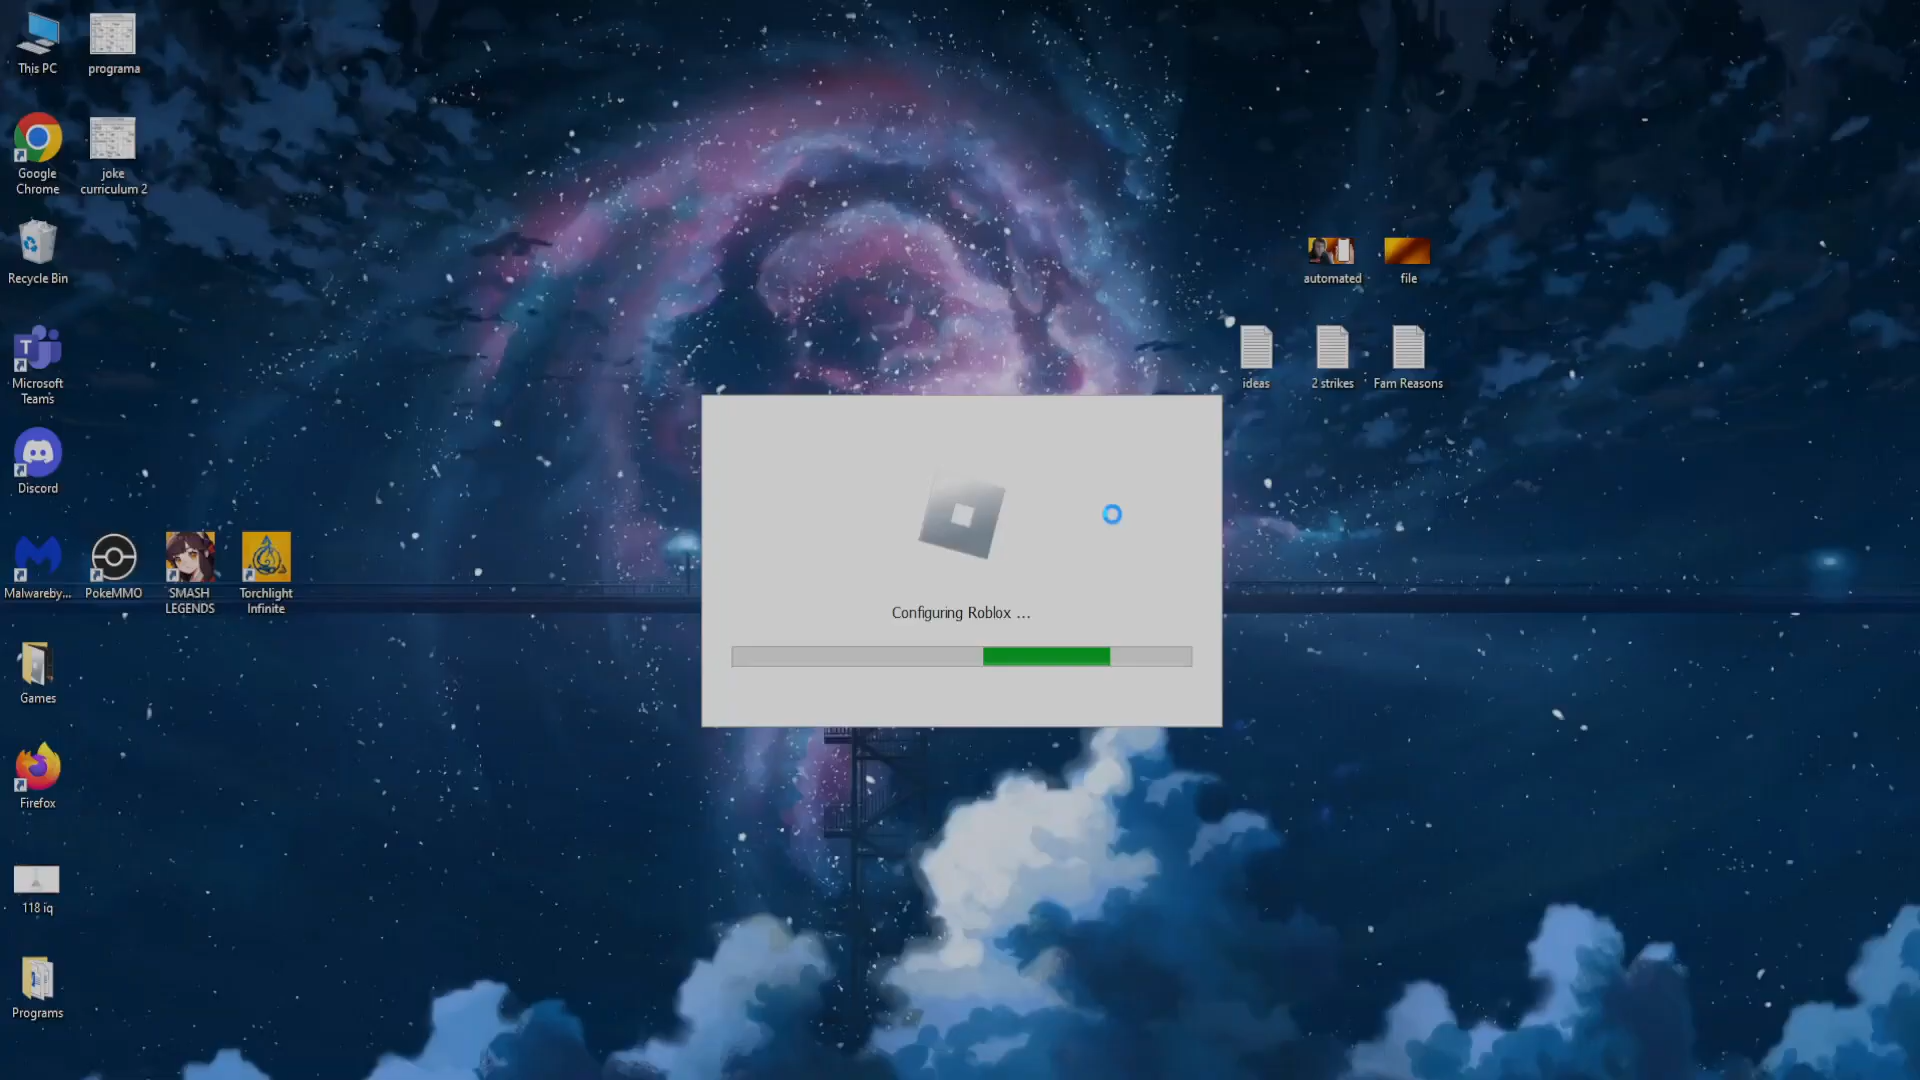 This PC
programa
Google
Chrome
joke
curriculum 2
Recycle Bin
automated
file
Microsoft
Teams
ideas
2 strikes
Fam Reasons
Discord
Malwareby...
PokeMMO
SMASH
LEGENDS
Torchlight
Infinite
Configuring Roblox ...
Games
Firefox
118 iq
Programs